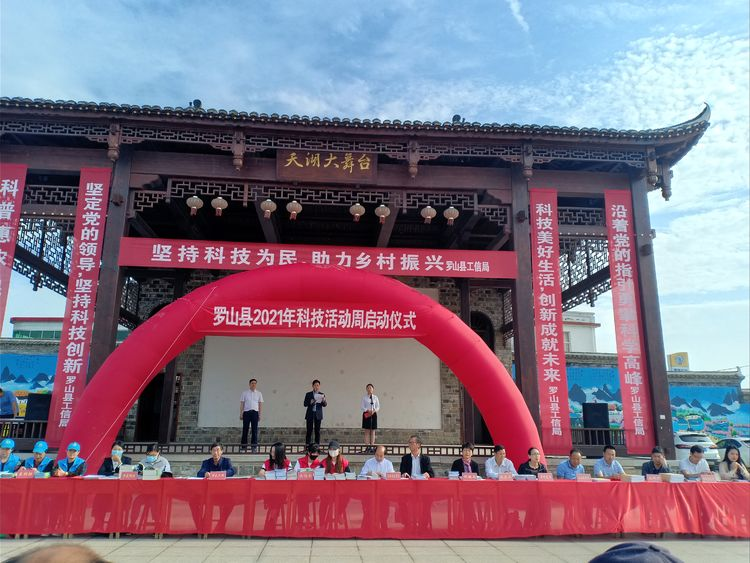 天湖大舞台
坚持科技为民、助力乡村振兴 罗山县工信局
罗山县2021年科技活动周启动仪式
科普惠
坚定党的领导，坚持科技创新 罗山县工信局
科技美好生活，创新成就未来 罗山县工信局
沿着党的指引勇攀科学高峰 罗山县工信局